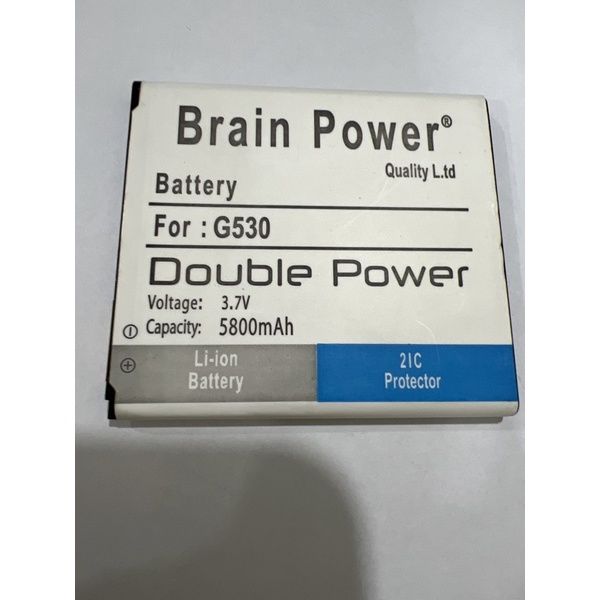 Brain Power®
Quality L.td
Battery
For : G530
Double Power
Voltage: 3.7V
Capacity: 5800mAh
Li-ion
Battery
2IC
Protector